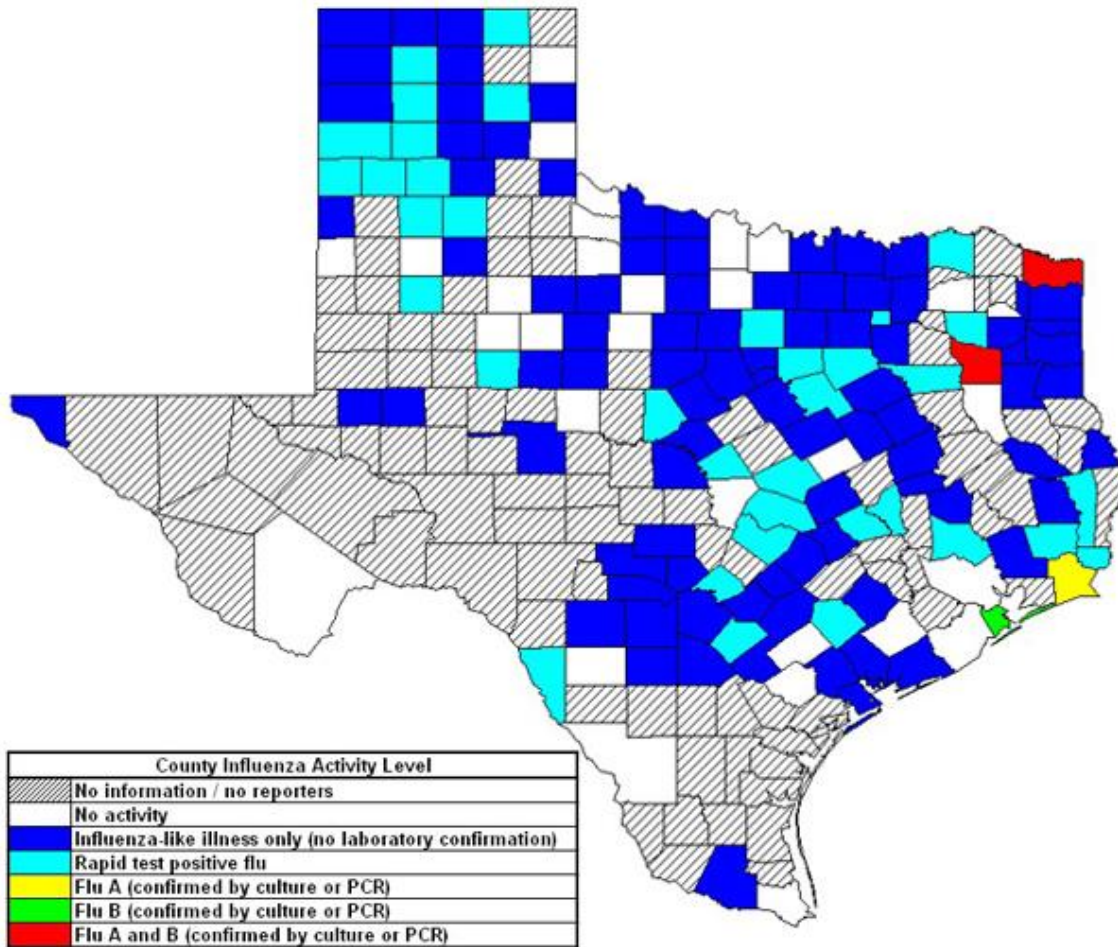 County Influenza Activity Level
No information / no reporters
No activity
Influenza-like illness only (no laboratory confirmation)
Rapid test positive flu
Flu A (confirmed by culture or PCR)
Flu B (confirmed by culture or PCR)
Flu A and B (confirmed by culture or PCR)